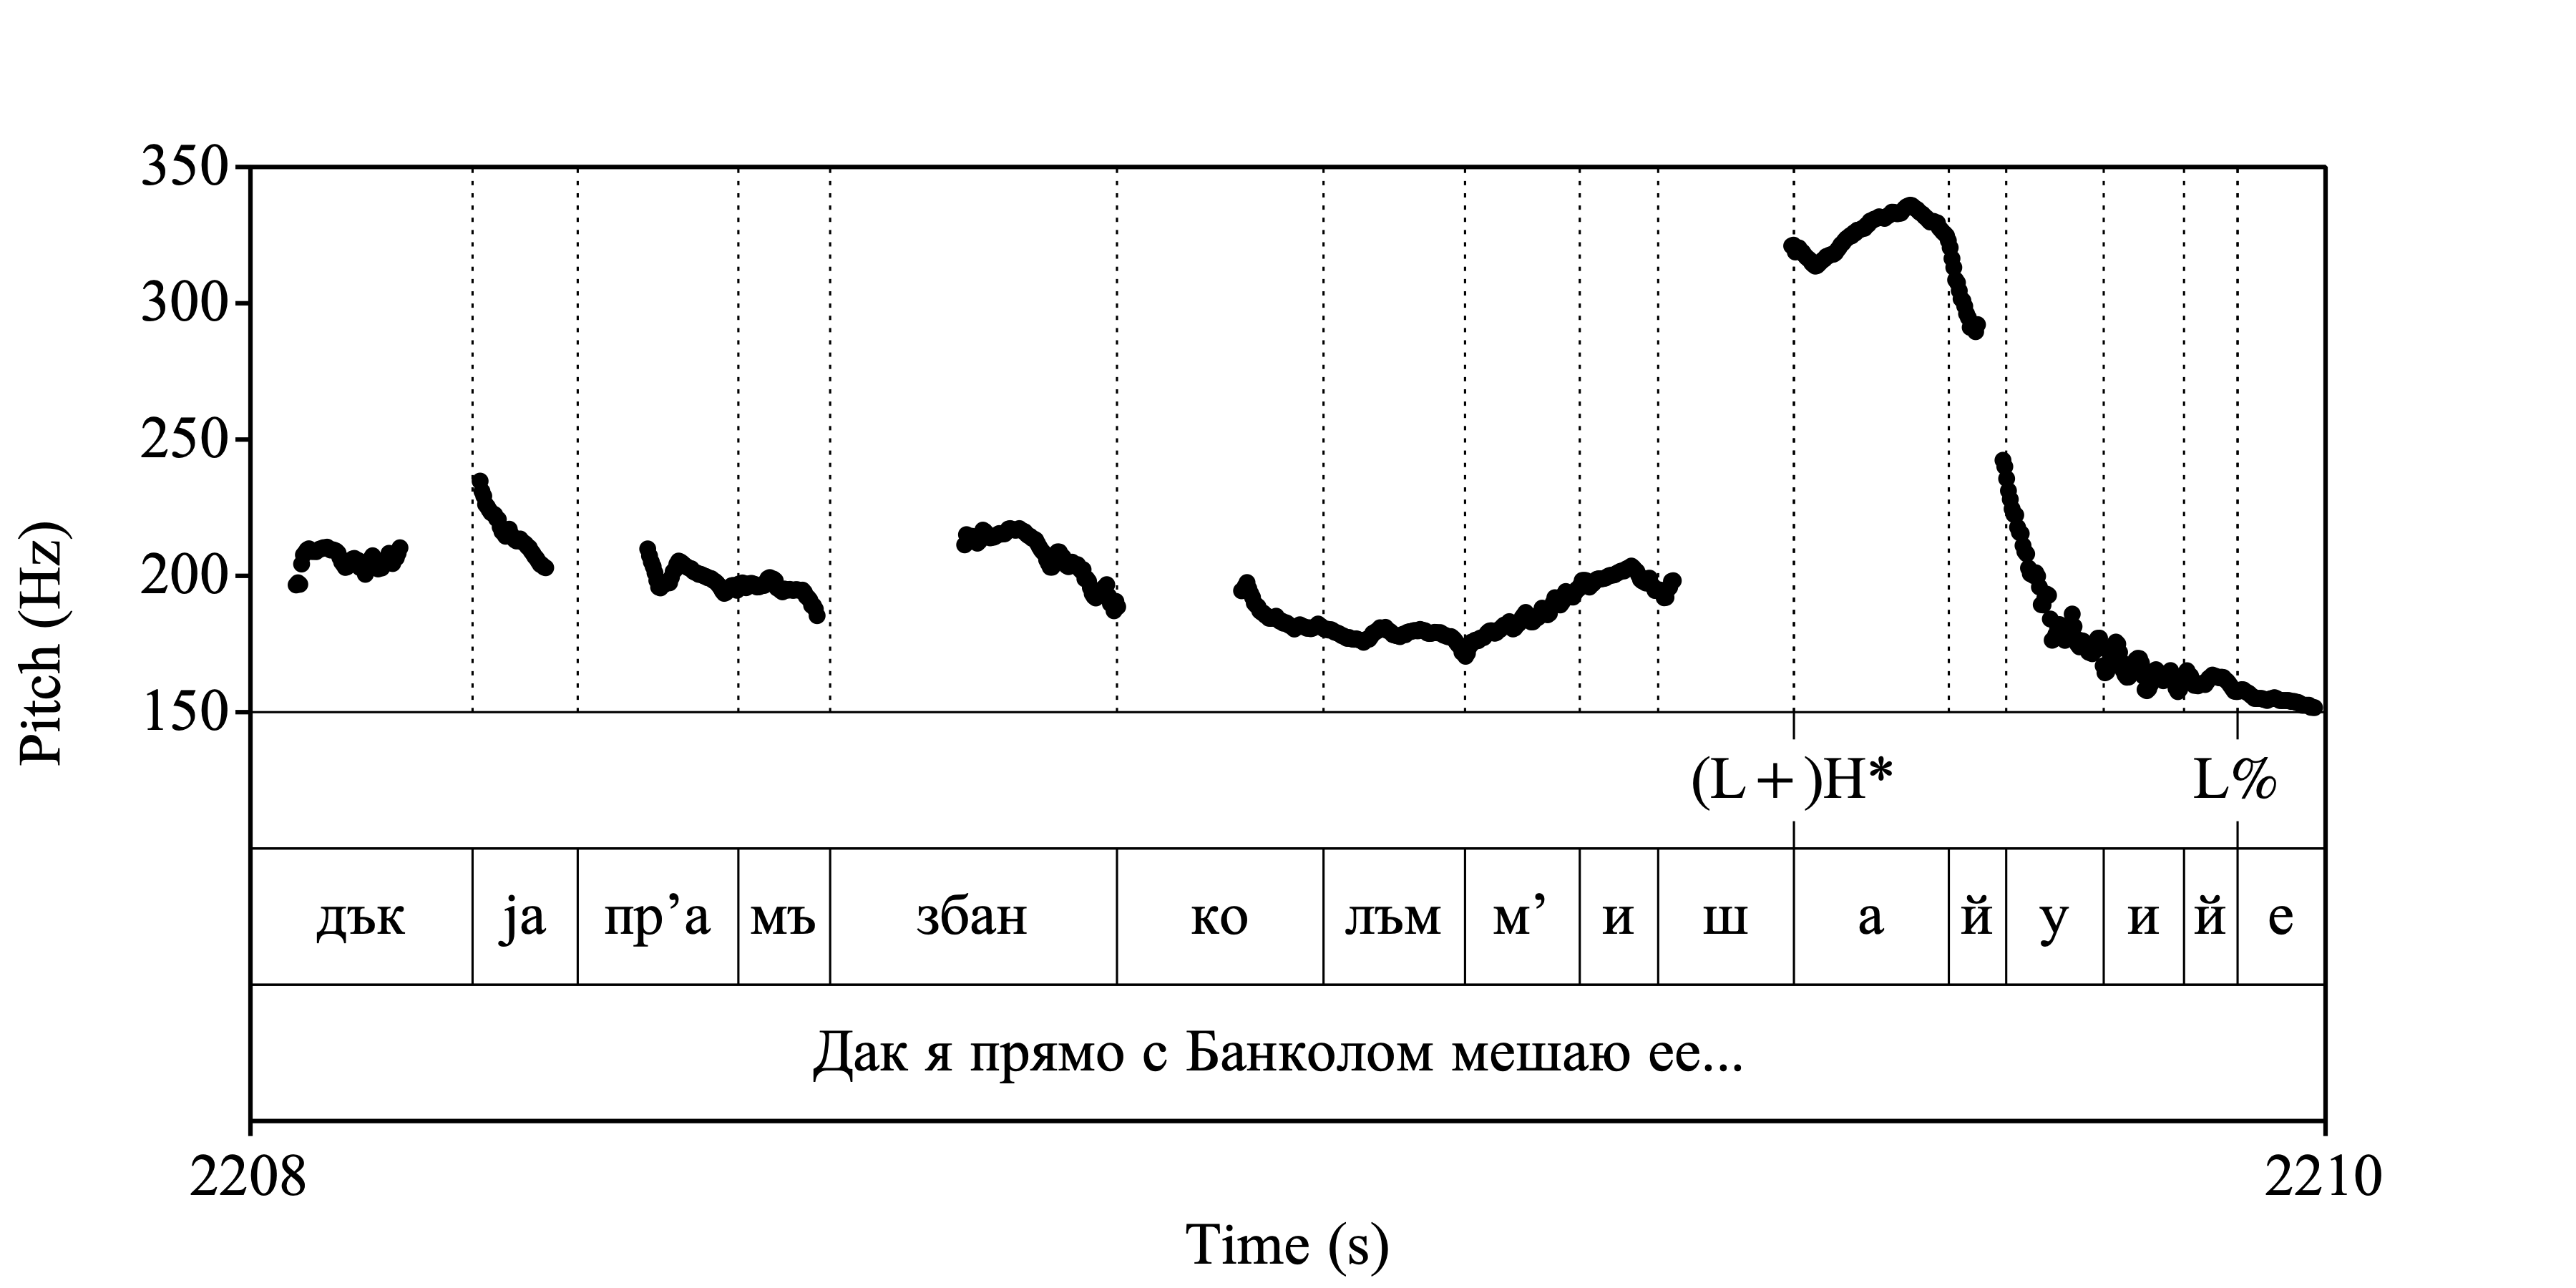 350
300
250
200
150
Pitch (Hz)
(L+)H* L%
дък ја пр’а мъ збан ко лъм м’ и ш а й у и й е
Дак я прямо с Банколом мешаю ее...
2208 2210
Time (s)